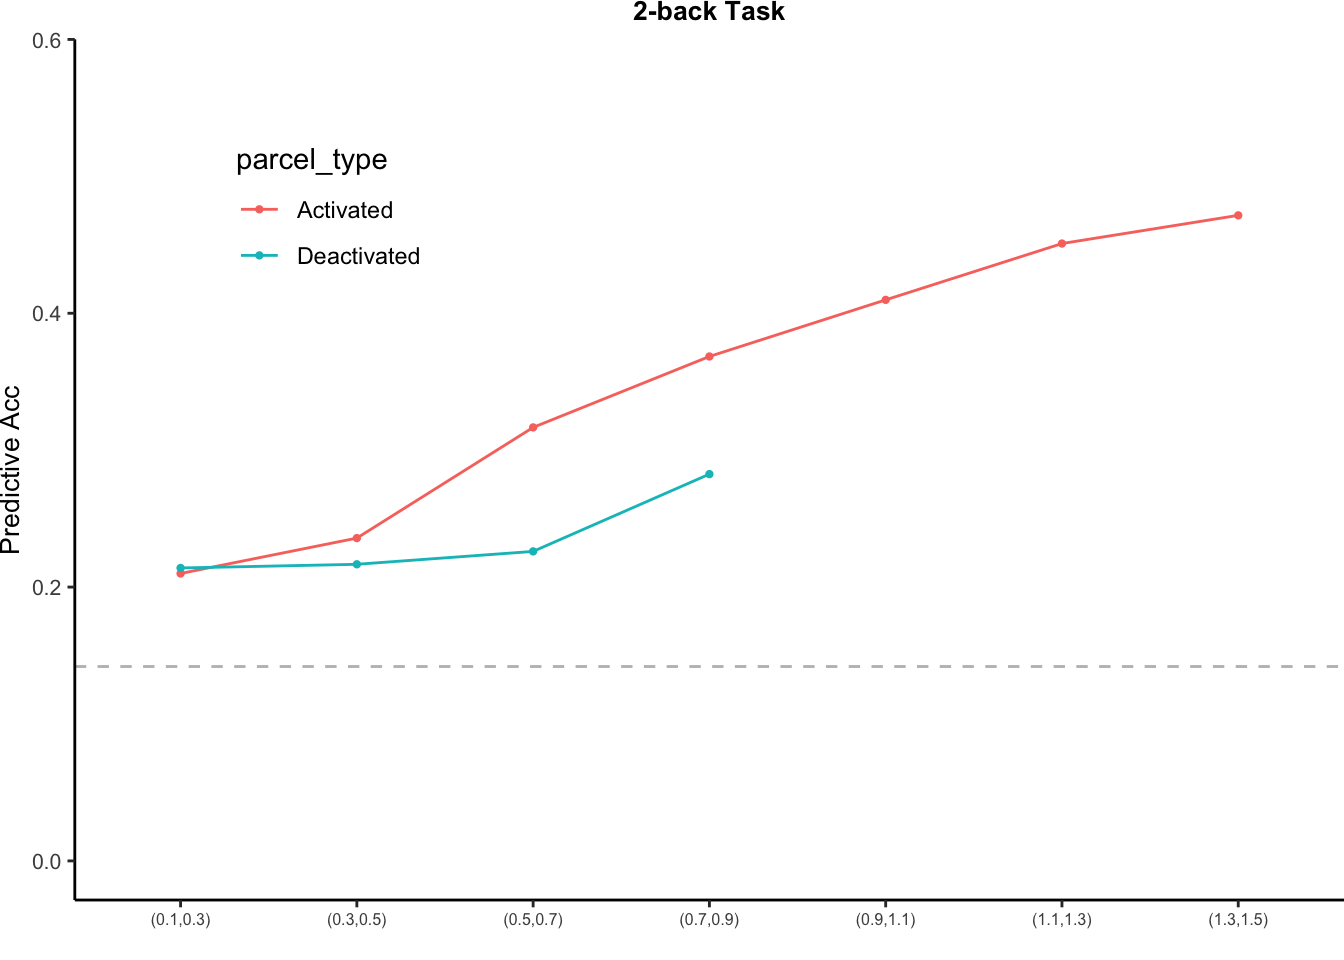 2-back Task
0.6
parcel_type
Activated
Deactivated
0.4
Predictive Acc
0.2
0.0
(0.1,0.3)
(0.3,0.5)
(0.5,0.7)
(0.7,0.9)
(0.9,1.1)
(1.1,1.3)
(1.3,1.5)